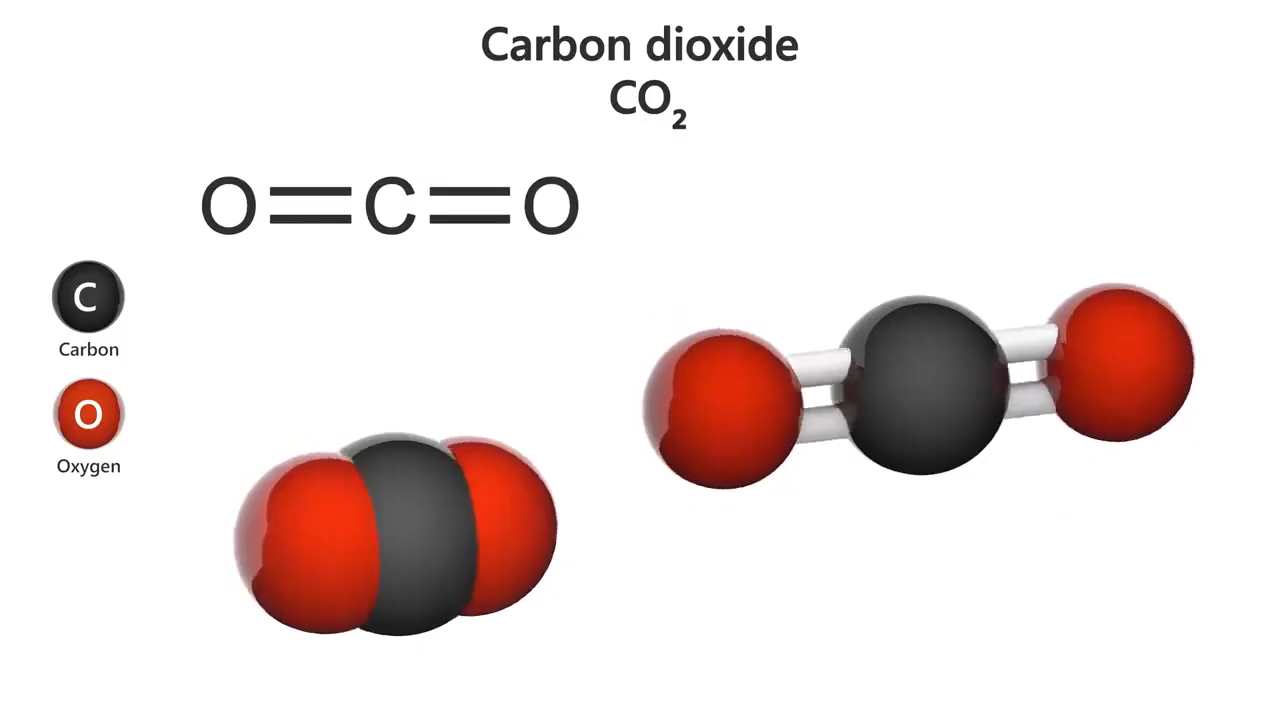 Carbon dioxide
CO₂
O=C=O
C
Carbon
O
Oxygen